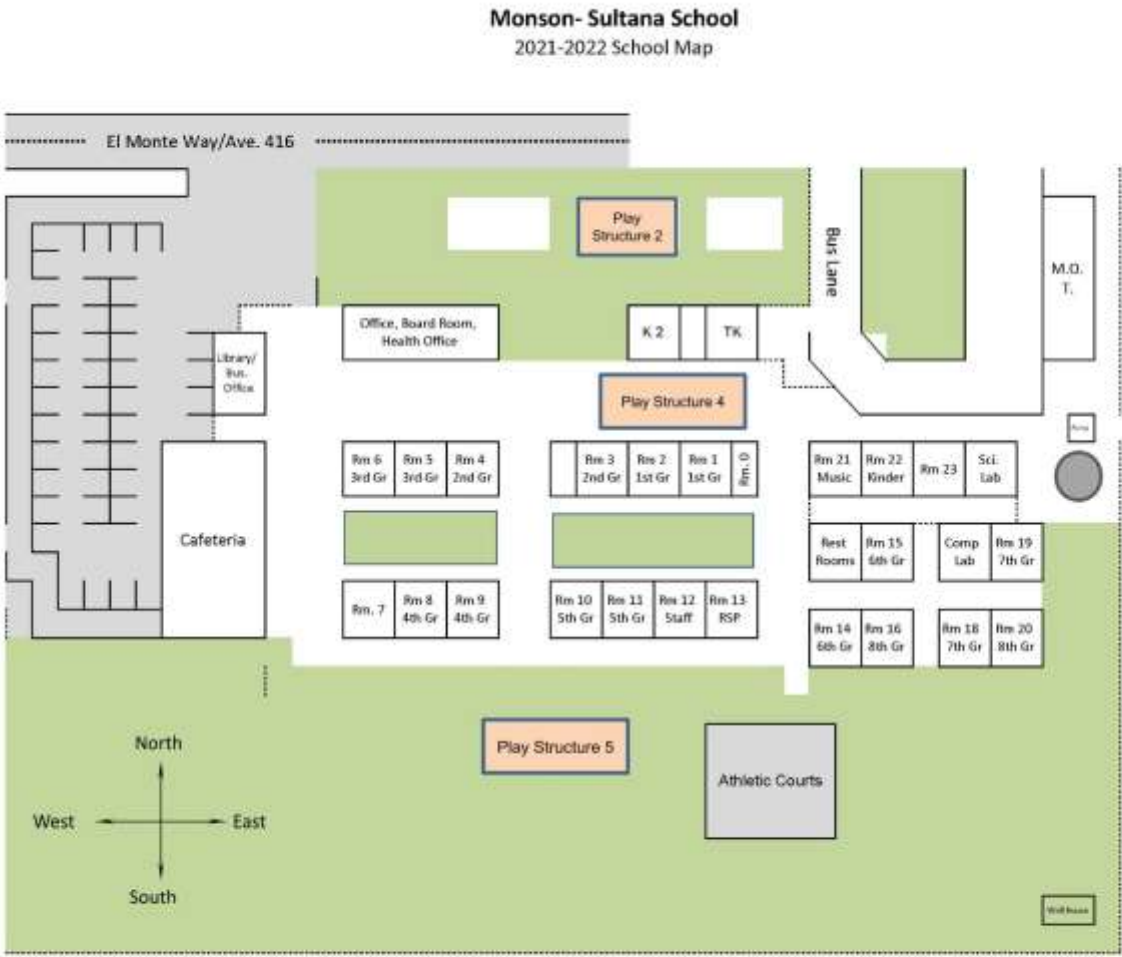 Monson- Sultana School
2021-2022 School Map
El Monte Way/Ave. 416
Play
Structure 2
Bus Lane
M.O.
T.
Office, Board Room,
Health Office
K 2
TK
Library/
Bus.
Office
Play Structure 4
Rm 6
3rd Gr
Rm 5
3rd Gr
Rm 4
2nd Gr
Rm 3
2nd Gr
Rm 2
1st Gr
Rm 1
1st Gr
Rm. 0
Rm 21
Music
Rm 22
Kinder
Rm 23
Sci.
Lab
Cafeteria
Rest
Rooms
Rm 15
6th Gr
Comp
Lab
Rm 19
7th Gr
Rm. 7
Rm 8
4th Gr
Rm 9
4th Gr
Rm 10
5th Gr
Rm 11
5th Gr
Rm 12
Staff
Rm 13
RSP
Rm 14
6th Gr
Rm 16
8th Gr
Rm 18
7th Gr
Rm 20
8th Gr
Play Structure 5
Athletic Courts
North
West
East
South
Well house